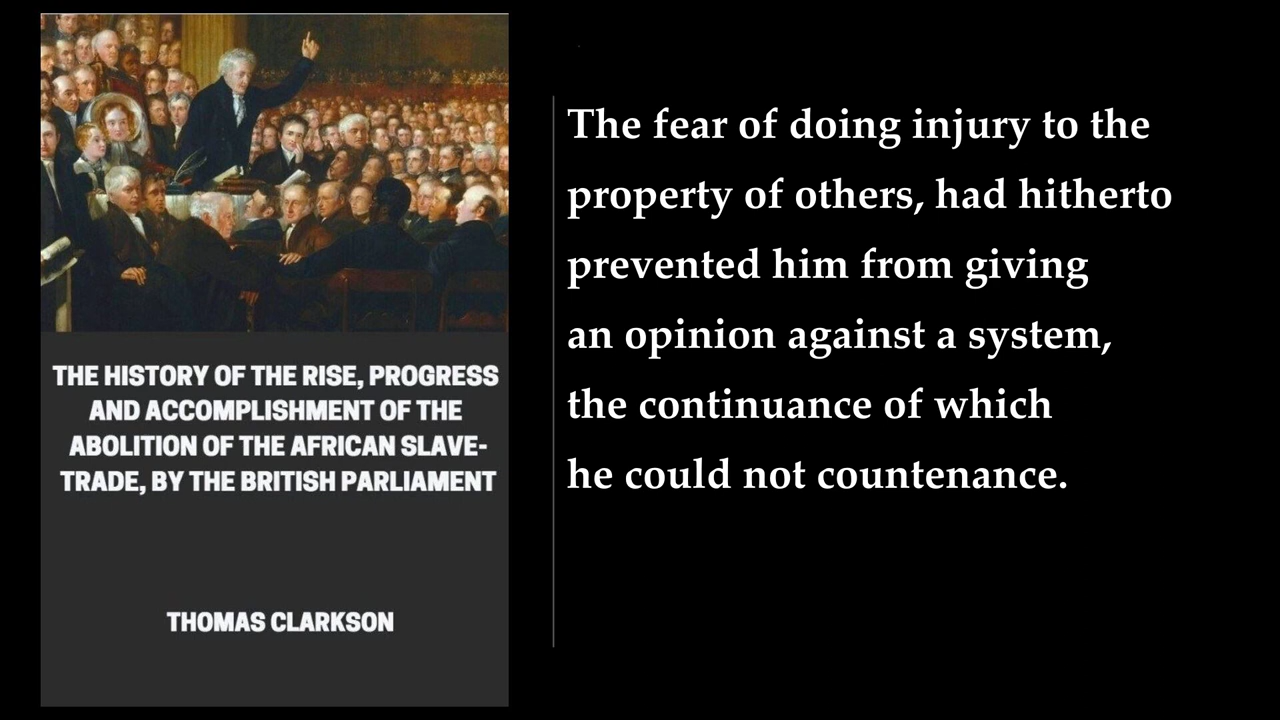 THE HISTORY OF THE RISE, PROGRESS
AND ACCOMPLISHMENT OF THE
ABOLITION OF THE AFRICAN SLAVE-
TRADE, BY THE BRITISH PARLIAMENT
THOMAS CLARKSON
The fear of doing injury to the
property of others, had hitherto
prevented him from giving
an opinion against a system,
the continuance of which
he could not countenance.